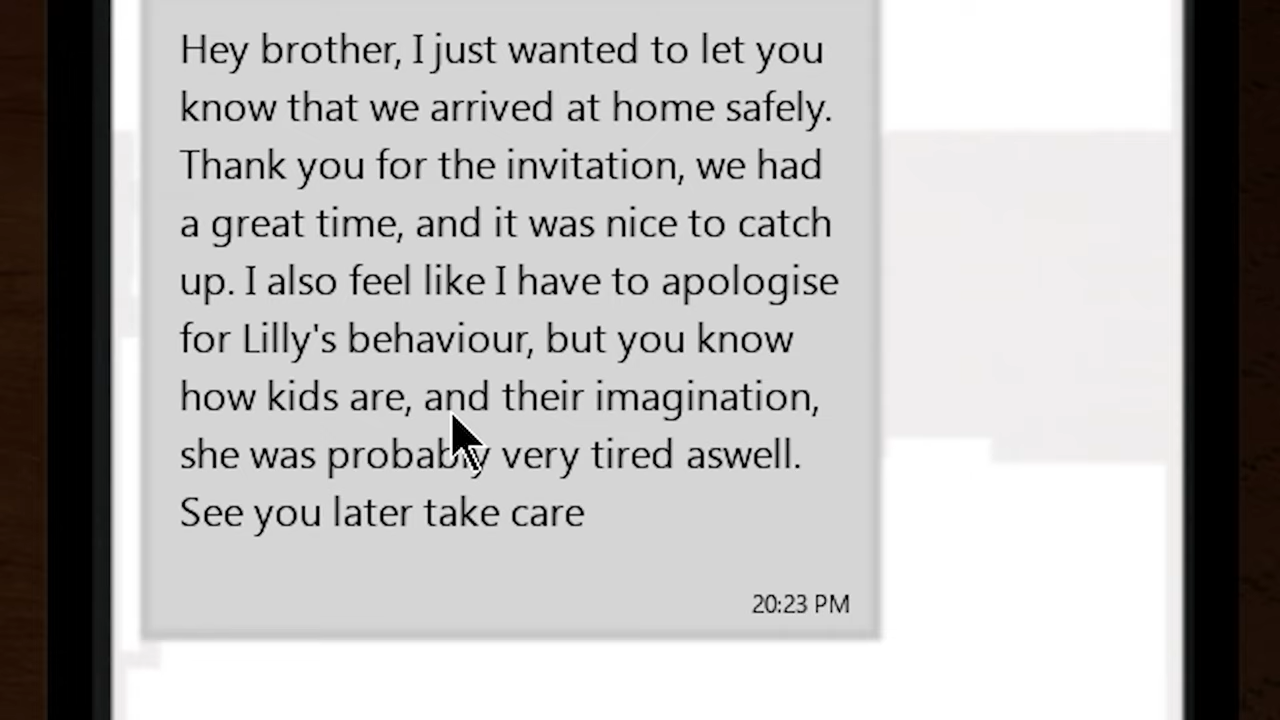 Hey brother, I just wanted to let you
know that we arrived at home safely.
Thank you for the invitation, we had
a great time, and it was nice to catch
up. I also feel like I have to apologise
for Lilly's behaviour, but you know
how kids are, and their imagination,
she was probably very tired aswell.
See you later take care
20:23 PM